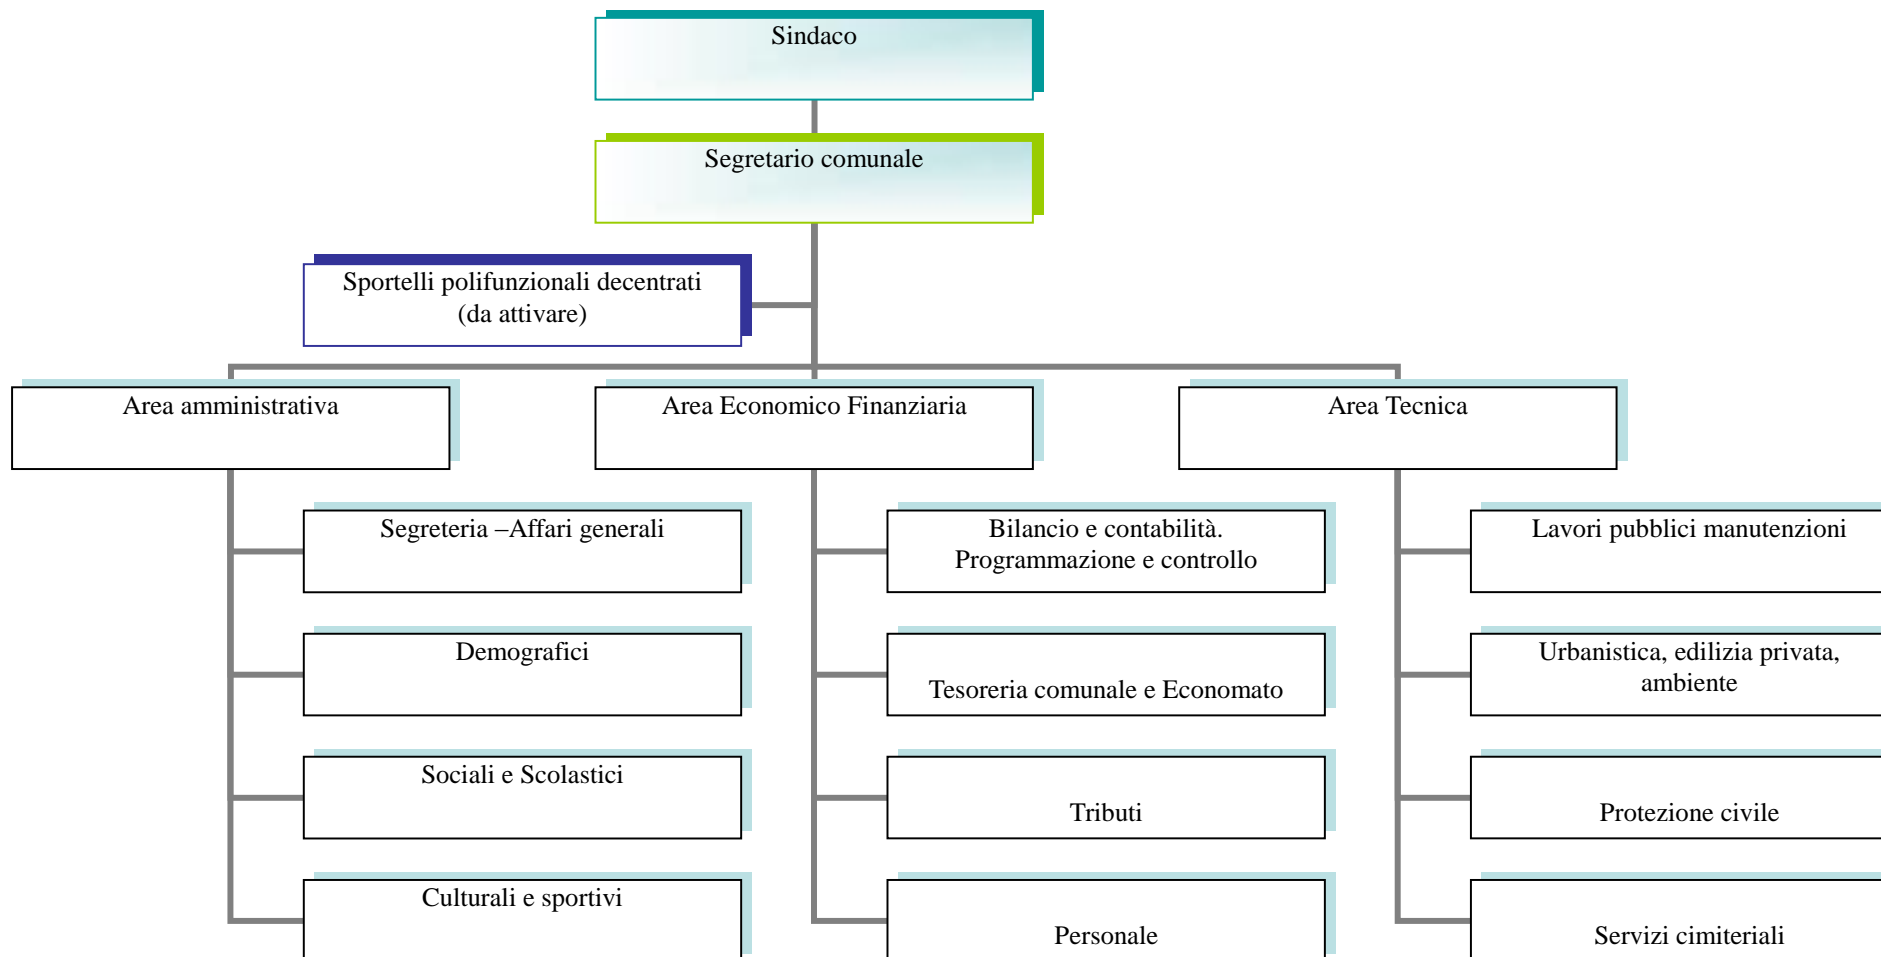 Sindaco
Segretario comunale
Sportelli polifunzionali decentrati
(da attivare)
Area amministrativa
Area Economico Finanziaria
Area Tecnica
Segreteria –Affari generali
Demografici
Sociali e Scolastici
Culturali e sportivi
Bilancio e contabilità.
Programmazione e controllo
Tesoreria comunale e Economato
Tributi
Personale
Lavori pubblici manutenzioni
Urbanistica, edilizia privata,
ambiente
Protezione civile
Servizi cimiteriali